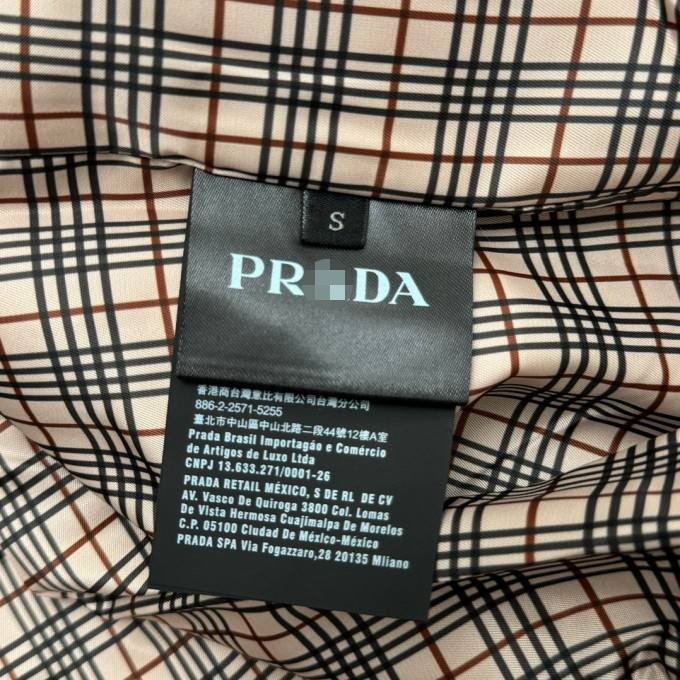 S
PRADA
香港商台灣意比有限公司台灣分公司
886-2-2571-5255
臺北市中山區中山北路二段44號12樓A室
Prada Brasil Importagáo e Comércio
de Artigos de Luxo Ltda
CNPJ 13.633.271/0001-26
PRADA RETAIL MÉXICO, S DE RL DE CV
AV. Vasco De Quiroga 3800 Col. Lomas
De Vista Hermosa Cuajimalpa De Morelos
C.P. 05100 Ciudad De México-México
PRADA SPA Via Fogazzaro,28 20135 Mliano